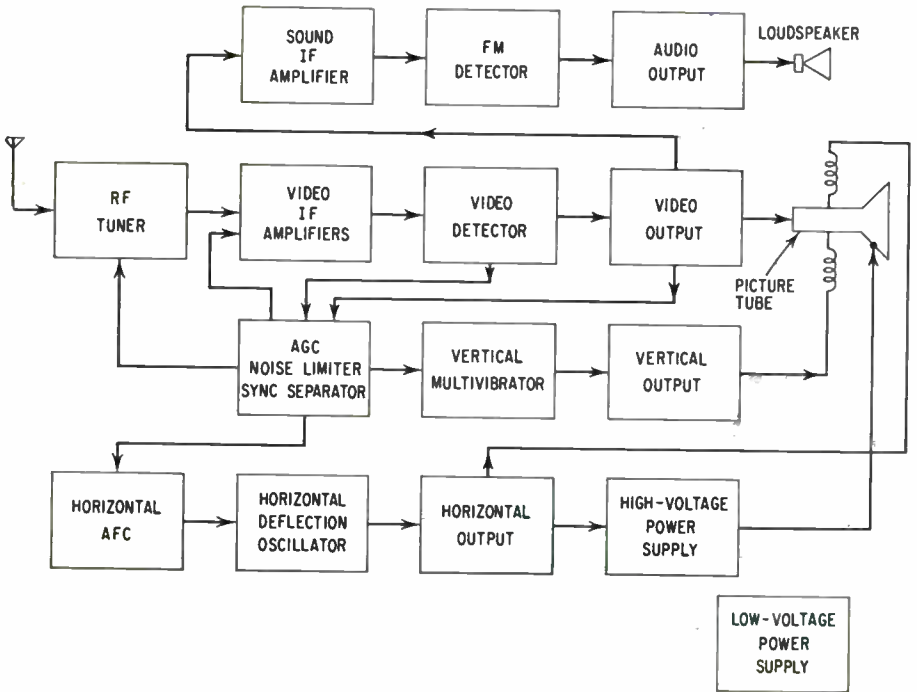 SOUND
IF
AMPLIFIER
FM
DETECTOR
AUDIO
OUTPUT
LOUDSPEAKER
RF
TUNER
VIDEO
IF
AMPLIFIERS
VIDEO
DETECTOR
VIDEO
OUTPUT
PICTURE
TUBE
AGC
NOISE LIMITER
SYNC SEPARATOR
VERTICAL
MULTIVIBRATOR
VERTICAL
OUTPUT
HORIZONTAL
AFC
HORIZONTAL
DEFLECTION
OSCILLATOR
HORIZONTAL
OUTPUT
HIGH-VOLTAGE
POWER
SUPPLY
LOW-VOLTAGE
POWER
SUPPLY